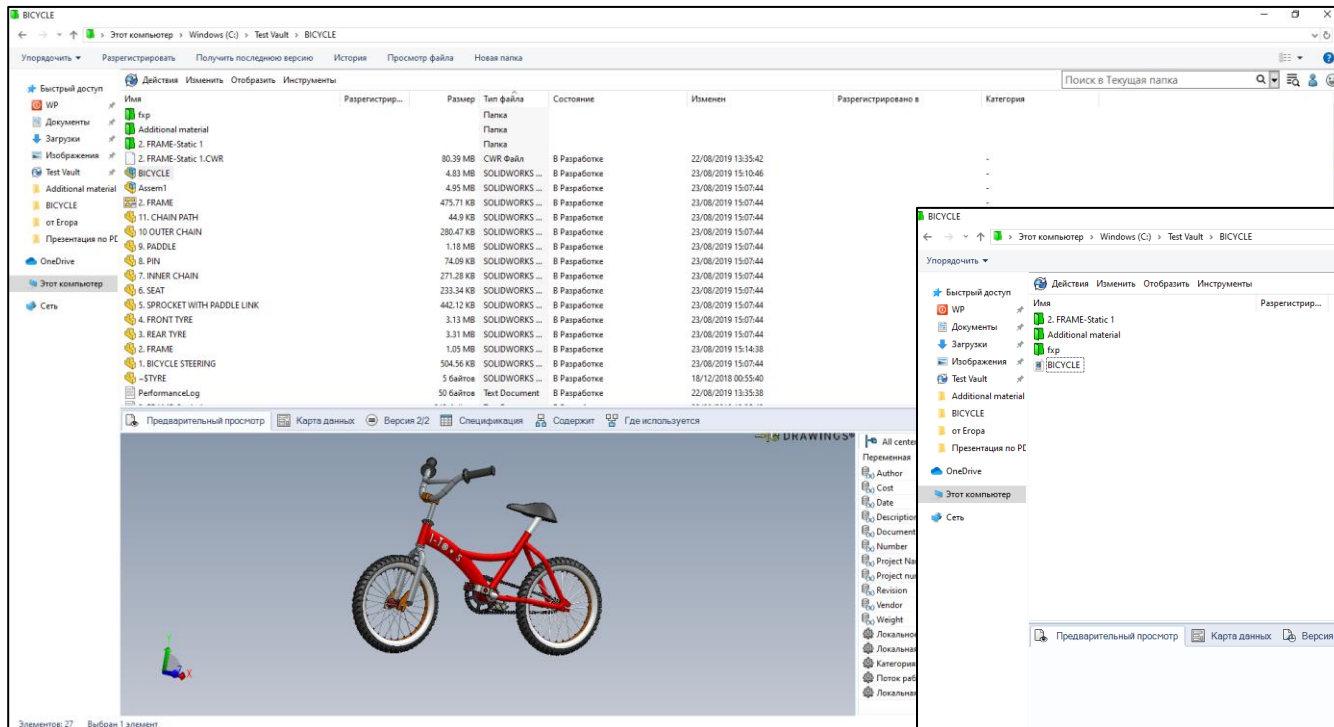 BICYCLE
Этот компьютер > Windows (C:) > Test Vault > BICYCLE
Упорядочить Разрегистрировать Получить последнюю версию История Просмотр файла Новая папка
Действия Изменить Отобразить Инструменты
Поиск в Текущая папка
Имя Разрегистрир... Размер Тип файла Состояние Изменен Разрегистрировано в Категория
fxp Папка
Additional material Папка
2. FRAME-Static 1 Папка
2. FRAME-Static 1.CWR 80.39 MB CWR Файл В Разработке 22/08/2019 13:35:42 -
BICYCLE 4.83 MB SOLIDWORKS ... В Разработке 23/08/2019 15:10:46 -
Assem1 4.95 MB SOLIDWORKS ... В Разработке 23/08/2019 15:07:44 -
2. FRAME 475.71 KB SOLIDWORKS ... В Разработке 23/08/2019 15:07:44 -
11. CHAIN PATH 44.9 KB SOLIDWORKS ... В Разработке 23/08/2019 15:07:44
10 OUTER CHAIN 280.47 KB SOLIDWORKS ... В Разработке 23/08/2019 15:07:44
9. PADDLE 1.18 MB SOLIDWORKS ... В Разработке 23/08/2019 15:07:44
8. PIN 74.09 KB SOLIDWORKS ... В Разработке 23/08/2019 15:07:44
7. INNER CHAIN 271.28 KB SOLIDWORKS ... В Разработке 23/08/2019 15:07:44
6. SEAT 233.34 KB SOLIDWORKS ... В Разработке 23/08/2019 15:07:44
5. SPROCKET WITH PADDLE LINK 442.12 KB SOLIDWORKS ... В Разработке 23/08/2019 15:07:44
4. FRONT TYRE 3.13 MB SOLIDWORKS ... В Разработке 23/08/2019 15:07:44
3. REAR TYRE 3.31 MB SOLIDWORKS ... В Разработке 23/08/2019 15:07:44
2. FRAME 1.05 MB SOLIDWORKS ... В Разработке 23/08/2019 15:14:38
1. BICYCLE STEERING 504.56 KB SOLIDWORKS ... В Разработке 23/08/2019 15:07:44
~$TYRE 5 байтов SOLIDWORKS ... В Разработке 18/12/2018 00:55:40
PerformanceLog 50 байтов Text Document В Разработке 22/08/2019 13:35:38
Быстрый доступ
WP
Документы
Загрузки
Изображения
Test Vault
Additional material
BICYCLE
от Егора
Презентация по PD
OneDrive
Этот компьютер
Сеть
Предварительный просмотр Карта данных Версия 2/2 Спецификация Содержит Где используется
DRAWINGS®
All center
Переменная
Author
Cost
Date
Description
Document
Number
Project Na
Project nu
Revision
Vendor
Weight
Локально
Локальная
Категория
Поток раб
Локальная
Элементов: 27 Выбран 1 элемент
BICYCLE
Этот компьютер > Windows (C:) > Test Vault > BICYCLE
Упорядочить
Действия Изменить Отобразить Инструменты
Имя Разрегистрир...
2. FRAME-Static 1
Additional material
fxp
BICYCLE
Быстрый доступ
WP
Документы
Загрузки
Изображения
Test Vault
Additional material
BICYCLE
от Егора
Презентация по PD
OneDrive
Этот компьютер
Сеть
Предварительный просмотр Карта данных Версия